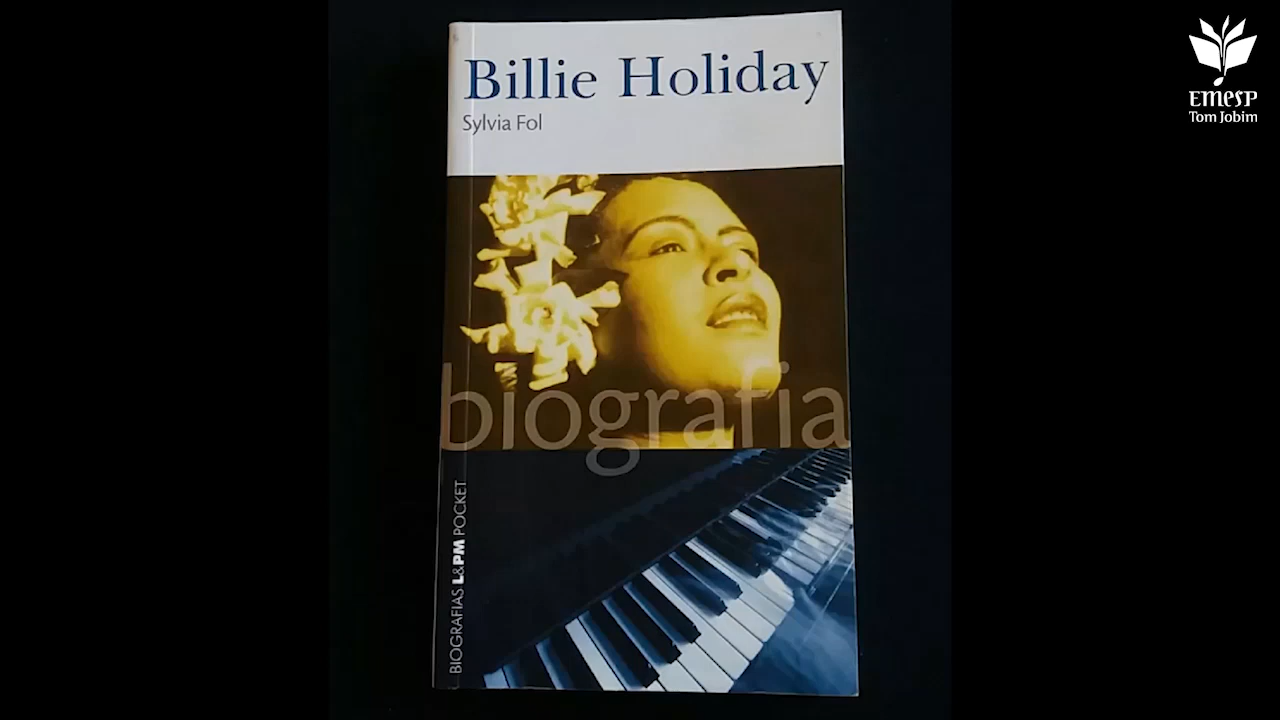 Billie Holiday
Sylvia Fol
biografia
BIOGRAFIAS L&PM POCKET
EMESP
Tom Jobim